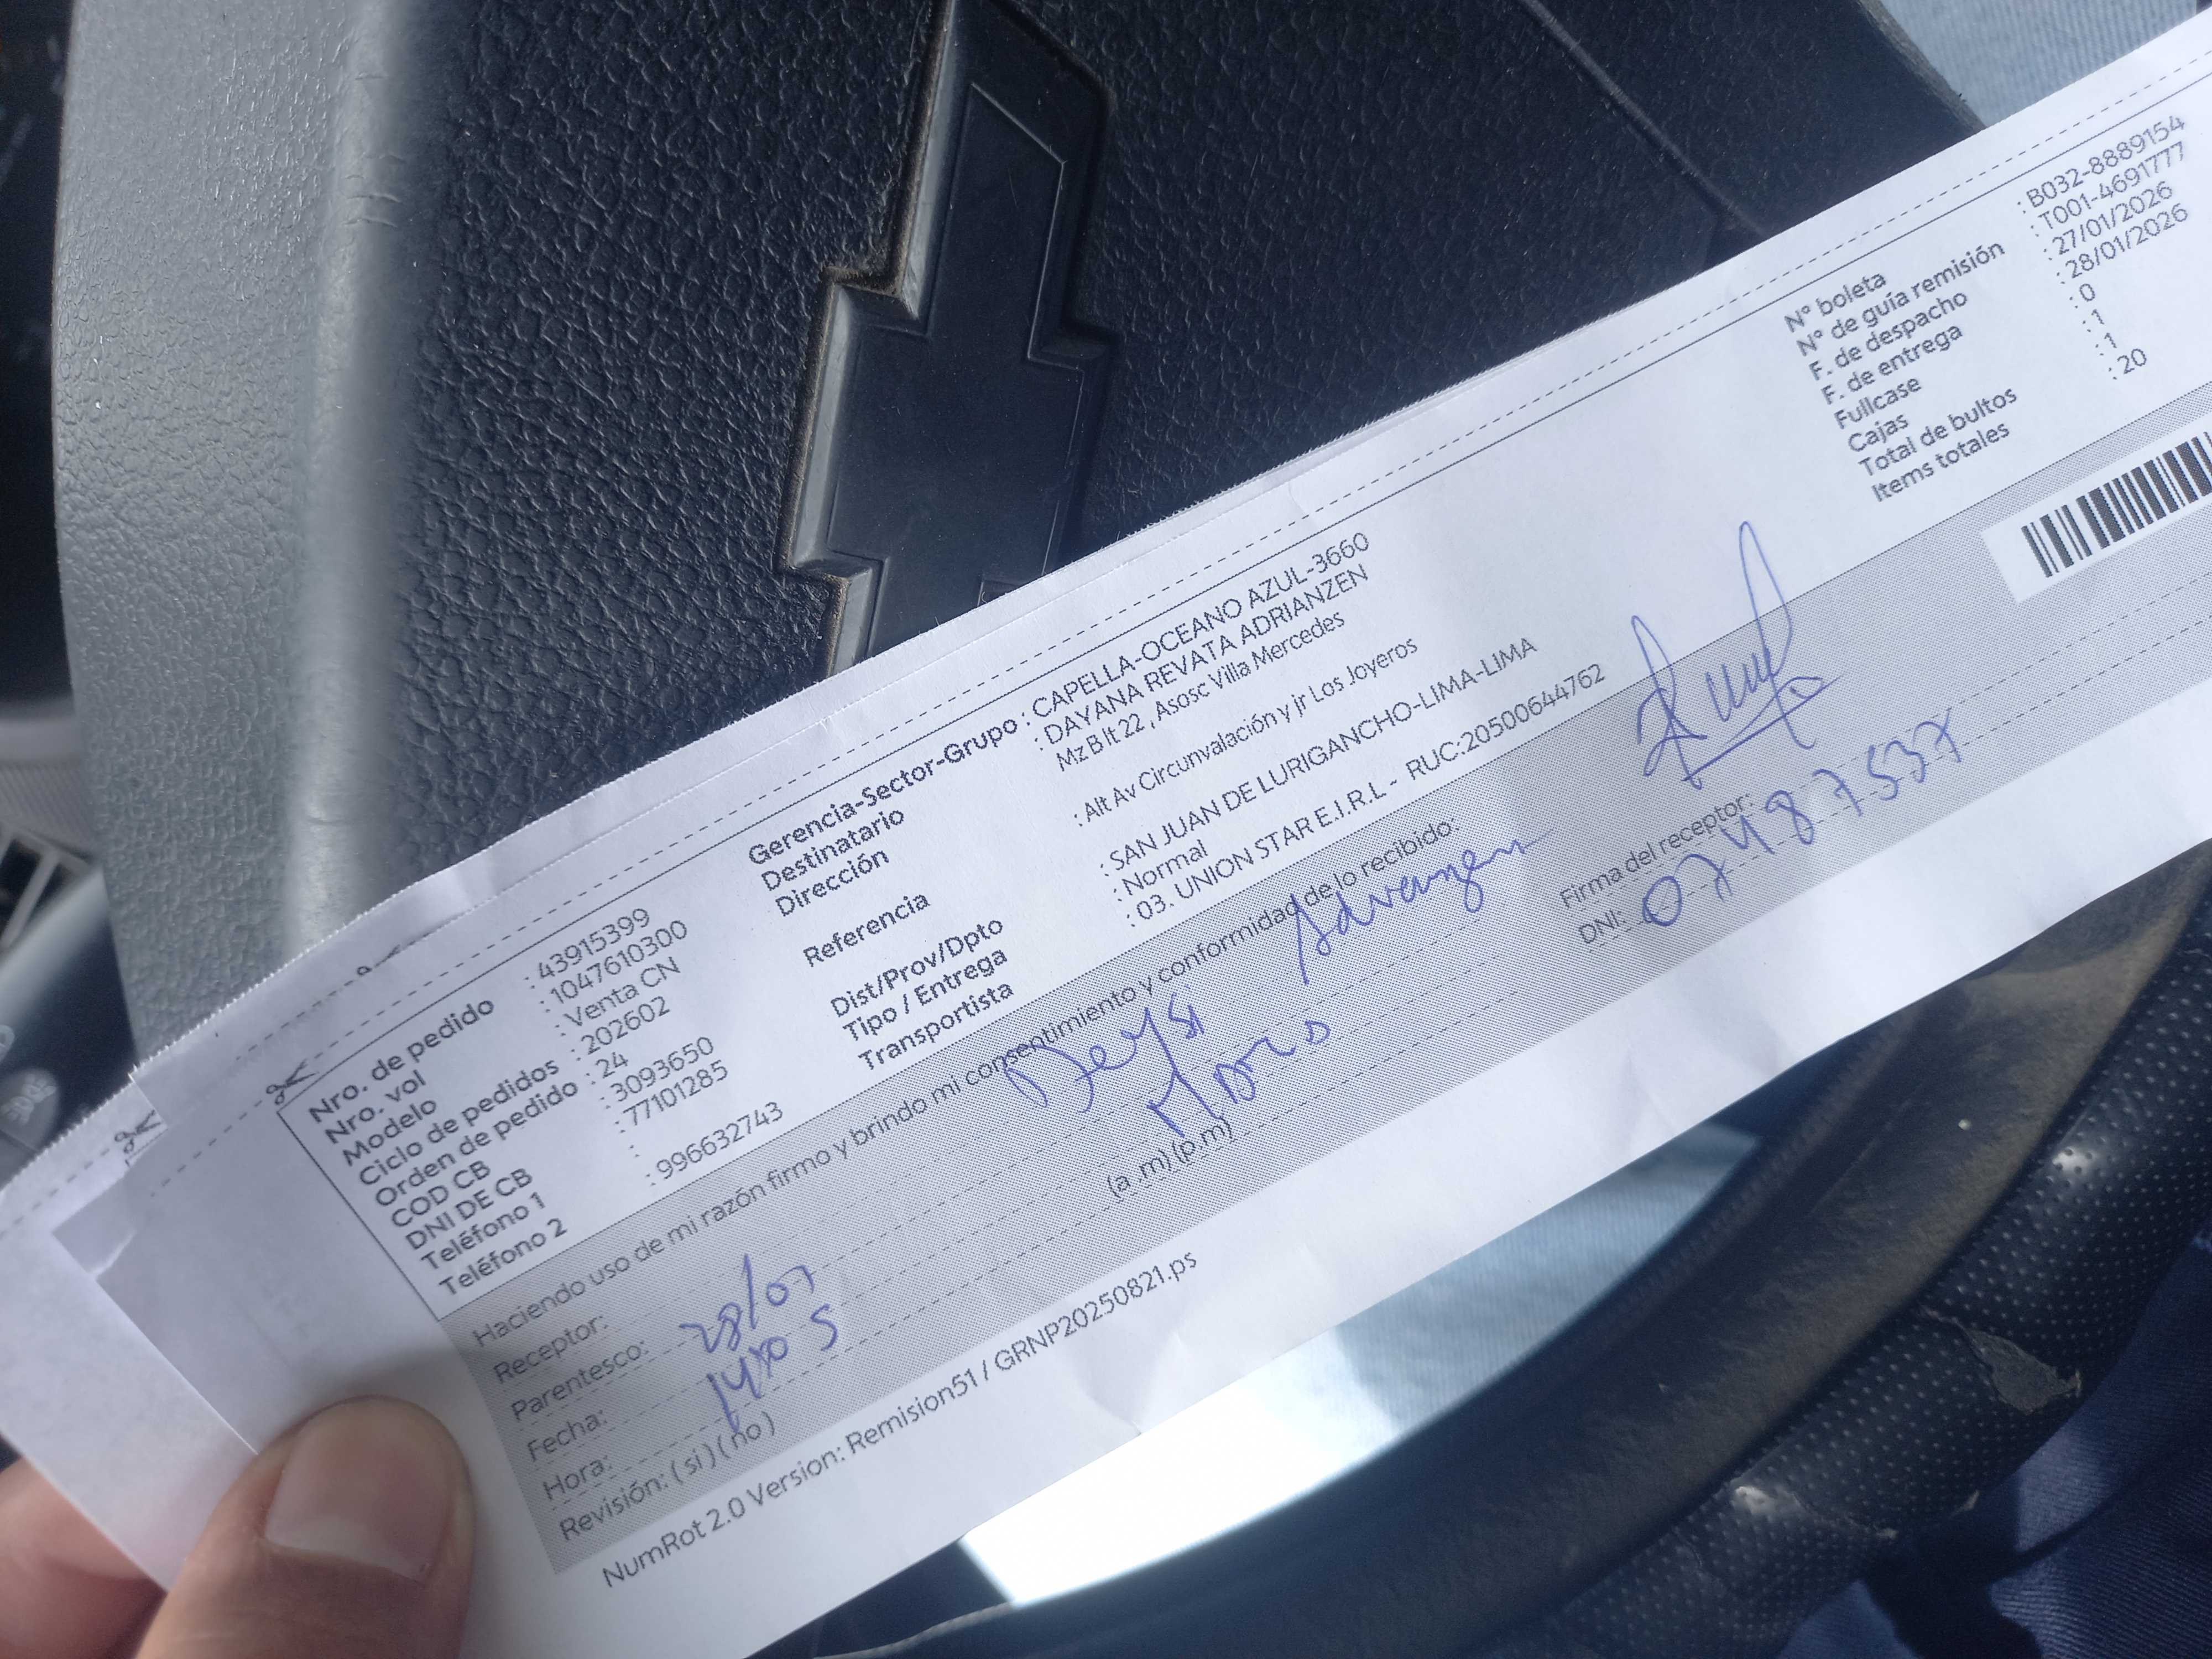 Nro. de pedido : 43915399
Nro. vol : 1047610300
Modelo : Venta CN
Ciclo de pedidos : 202602
Orden de pedido : 24
COD CB : 3093650
DNI DE CB : 77101285
Teléfono 1 :
Teléfono 2 : 996632743
Gerencia-Sector-Grupo : CAPELLA-OCEANO AZUL-3660
Destinatario : DAYANA REVATA ADRIANZEN
Dirección Mz B lt 22 , Asosc Villa Mercedes
Referencia : Alt Av Circunvalación y jr Los Joyeros
Dist/Prov/Dpto : SAN JUAN DE LURIGANCHO-LIMA-LIMA
Tipo / Entrega : Normal
Transportista : 03. UNION STAR E.I.R.L - RUC:20500644762
N° boleta : B032-8889154
N° de guía remisión : T001-4691777
F. de despacho : 27/01/2026
F. de entrega : 28/01/2026
Fullcase : 0
Cajas : 1
Total de bultos : 1
Items totales : 20
Haciendo uso de mi razón firmo y brindo mi consentimiento y conformidad de lo recibido:
Receptor: Deysi
Parentesco:
Fecha: 28/01
Hora: (a .m) (p.m)
Revisión: ( si ) ( no )
Firma del receptor:
DNI: 07487537
NumRot 2.0 Version: Remision51 / GRNP20250821.ps